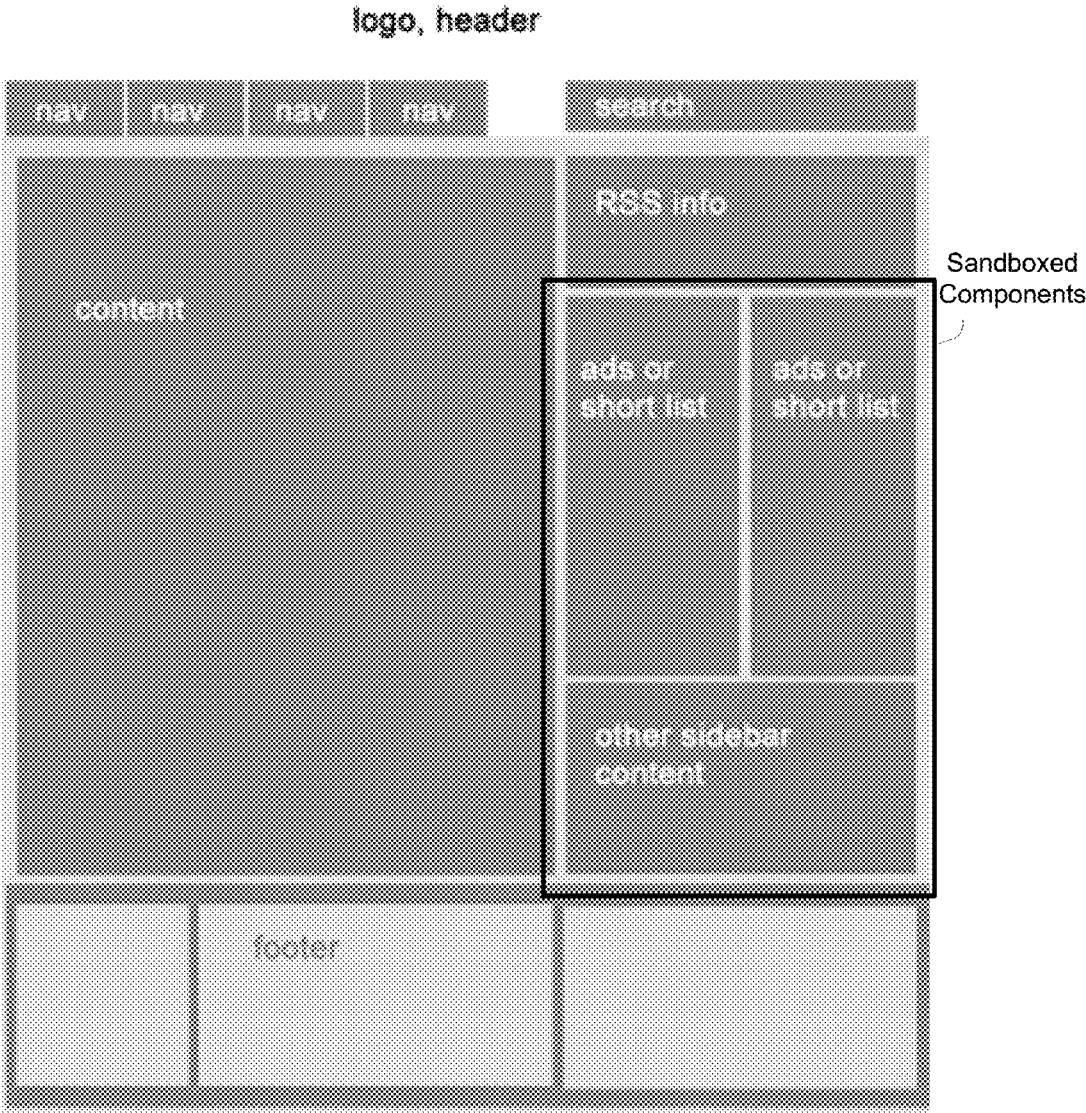 logo, header
nav nav nav nav search
RSS info
Sandboxed
Components
content
ads or ads or
short list short list
other sidebar
content
footer